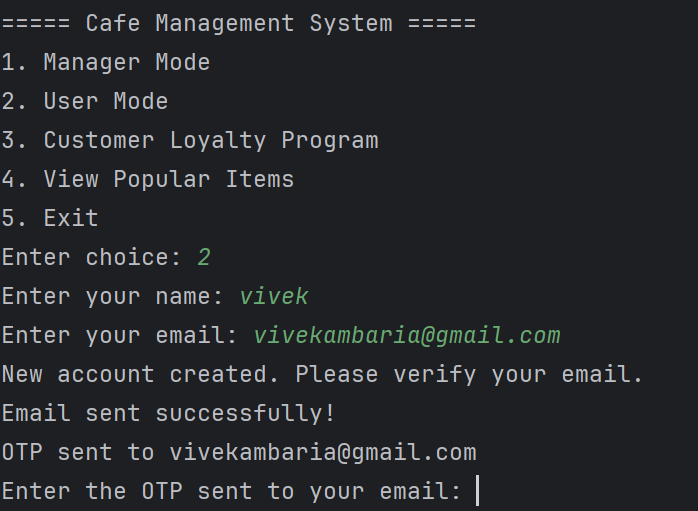 ===== Cafe Management System =====
1. Manager Mode
2. User Mode
3. Customer Loyalty Program
4. View Popular Items
5. Exit
Enter choice: 2
Enter your name: vivek
Enter your email: vivekambaria@gmail.com
New account created. Please verify your email.
Email sent successfully!
OTP sent to vivekambaria@gmail.com
Enter the OTP sent to your email: